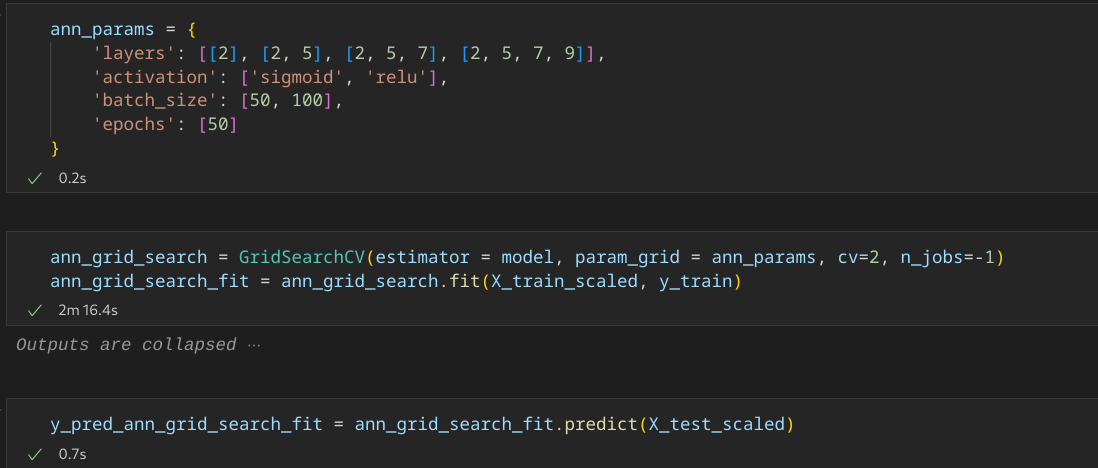 ann_params = {
    'layers': [[2], [2, 5], [2, 5, 7], [2, 5, 7, 9]],
    'activation': ['sigmoid', 'relu'],
    'batch_size': [50, 100],
    'epochs': [50]
}
0.2s
ann_grid_search = GridSearchCV(estimator = model, param_grid = ann_params, cv=2, n_jobs=-1)
ann_grid_search_fit = ann_grid_search.fit(X_train_scaled, y_train)
2m 16.4s
Outputs are collapsed ...
y_pred_ann_grid_search_fit = ann_grid_search_fit.predict(X_test_scaled)
0.7s